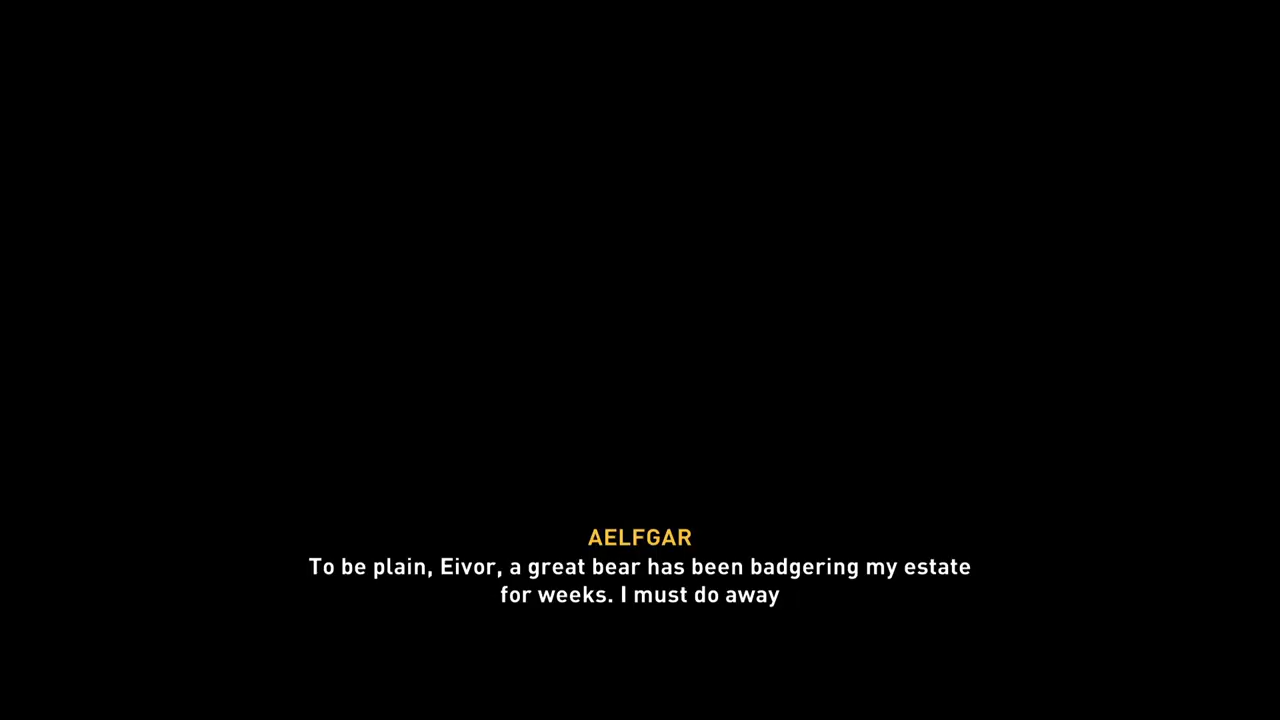 AELFGAR
To be plain, Eivor, a great bear has been badgering my estate
for weeks. I must do away